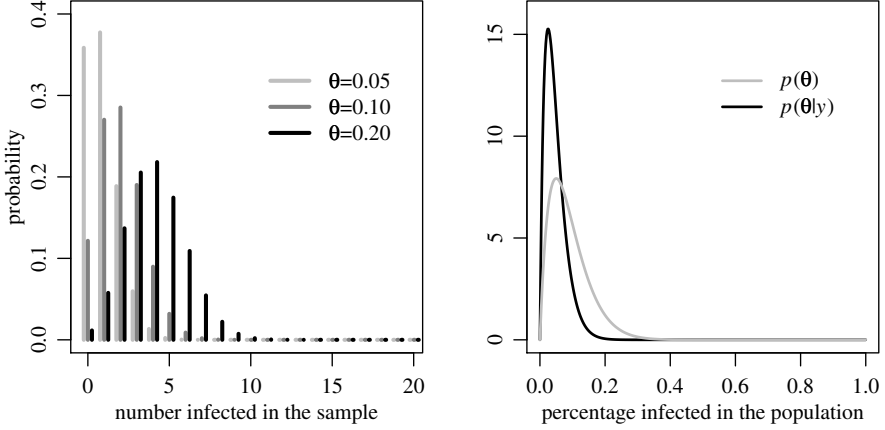 0.0
0.1
0.2
0.3
0.4
probability
θ=0.05
θ=0.10
θ=0.20
0
5
10
15
20
number infected in the sample
0
5
10
15
p(θ)
p(θ|y)
0.0
0.2
0.4
0.6
0.8
1.0
percentage infected in the population